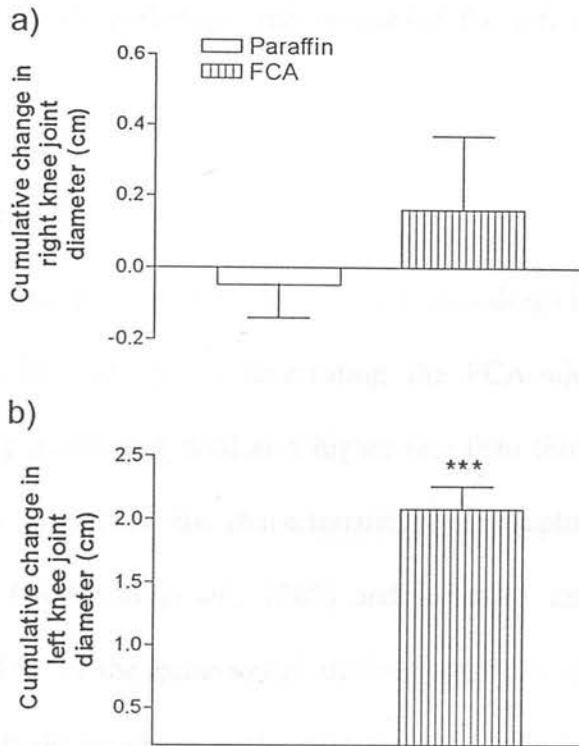 a)
Paraffin
FCA
Cumulative change in
right knee joint
diameter (cm)
0.6
0.4
0.2
0.0
-0.2
b)
Cumulative change in
left knee joint
diameter (cm)
2.5
2.0
1.5
1.0
0.5
***